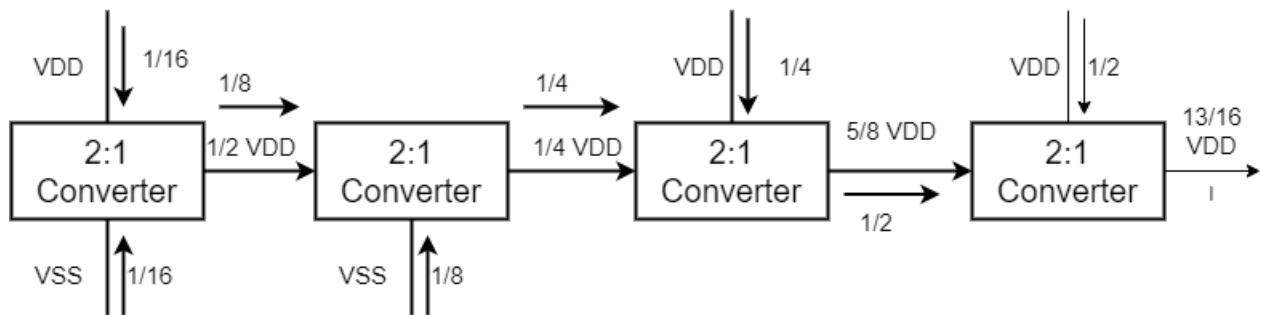 VDD
1/16
1/8
2:1
Converter
1/2 VDD
VSS
1/16
2:1
Converter
VSS
1/8
1/4
1/4 VDD
VDD
1/4
2:1
Converter
5/8 VDD
1/2
VDD
1/2
2:1
Converter
13/16
VDD
I